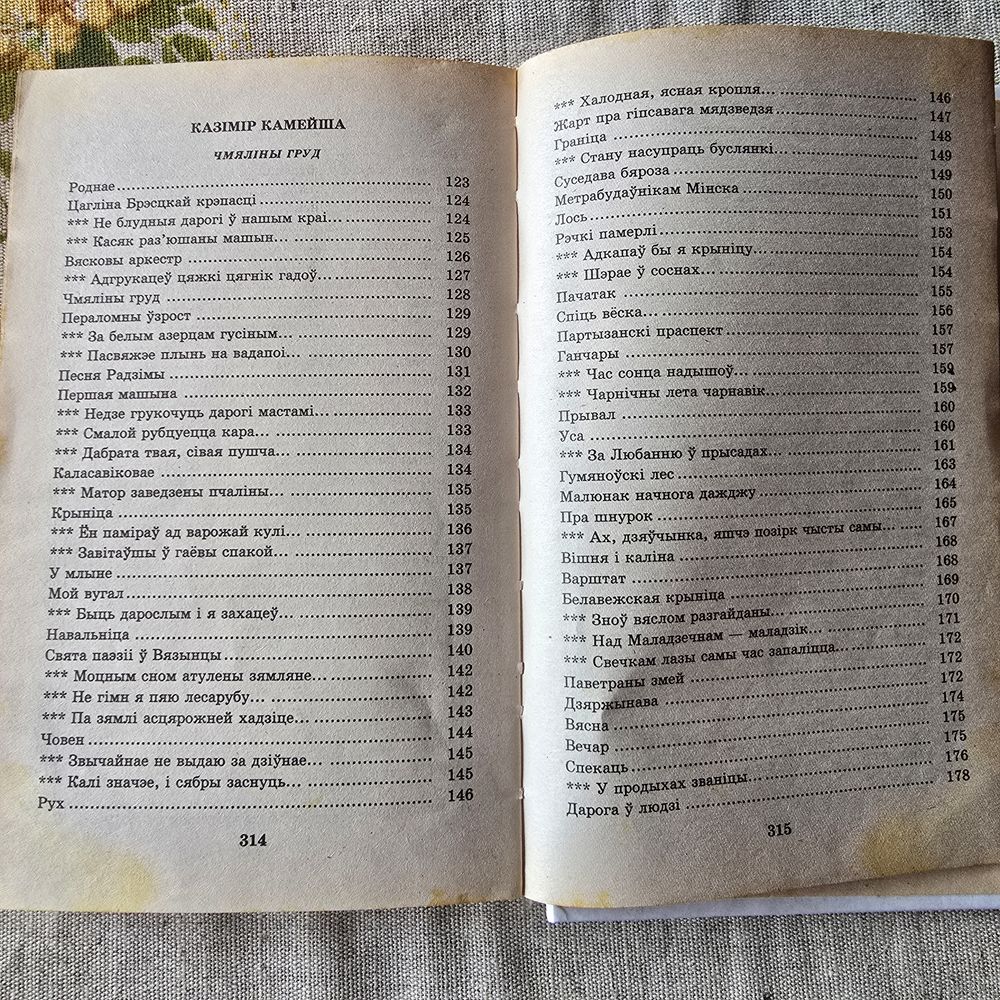 КАЗІМІР КАМЕЙША
ЧМЯЛІНЫ ГРУД
Роднае........ 123
Цагліна Брэсцкай крэпасці........ 124
*** Не блудныя дарогі ў нашым краі........ 124
*** Касяк раз’юшаны машын........ 125
Вясковы аркестр........ 126
*** Адгрукацеў цяжкі цягнік гадоў........ 127
Чмяліны груд........ 128
Пераломны ўзрост........ 129
*** За белым азерцам гусіным........ 129
*** Пасвяжэе плынь на вадапоі........ 130
Песня Радзімы........ 131
Першая машына........ 132
*** Недзе грукочуць дарогі мастамі........ 133
*** Смалой рубцуецца кара........ 133
*** Дабрата твая, сівая пушча........ 134
Каласавіковае........ 134
*** Матор заведзены пчаліны........ 135
Крыніца........ 135
*** Ён паміраў ад варожай кулі........ 136
*** Завітаўшы ў гаёвы спакой........ 137
У млыне........ 137
Мой вугал........ 138
*** Быць дарослым і я захацеў........ 139
Навальніца........ 139
Свята паэзіі ў Вязынцы........ 140
*** Моцным сном атулены зямляне........ 142
*** Не гімн я пяю лесарубу........ 142
*** Па зямлі асцярожней хадзіце........ 143
Човен........ 144
*** Звычайнае не выдаю за дзіўнае........ 145
*** Калі значэе, і сябры заснуць........ 145
Рух........ 146
314
*** Халодная, ясная кропля........ 146
Жарт пра гіпсавага мядзведзя........ 147
Граніца........ 148
*** Стану насупраць буслянкі........ 149
Суседава бяроза........ 149
Метрабудаўнікам Мінска........ 150
Лось........ 151
Рэчкі памерлі........ 153
*** Адкапаў бы я крыніцу........ 154
*** Шэрае ў соснах........ 154
Пачатак........ 155
Спіць вёска........ 156
Партызанскі праспект........ 157
Ганчары........ 157
*** Час сонца надышоў........ 159
*** Чарнічны лета чарнавік........ 159
Прывал........ 160
Уса........ 160
*** За Любанню ў прысадах........ 161
Гумяноўскі лес........ 163
Малюнак начнога дажджу........ 164
Пра шнурок........ 165
*** Ах, дзяўчынка, яшчэ позірк чысты самы........ 167
Вішня і каліна........ 168
Варштат........ 168
Белавежская крыніца........ 169
*** Зноў вяслом разгайданы........ 170
*** Над Маладзечнам — маладзік........ 171
*** Свечкам лазы самы час запаліцца........ 172
Паветраны змей........ 172
Дзяржынава........ 172
Вясна........ 174
Вечар........ 175
Спекаць........ 175
*** У продыхах званіцы........ 176
Дарога ў людзі........ 178
315